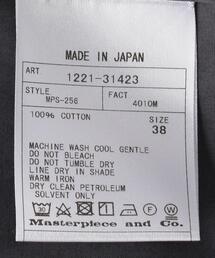 MADE IN JAPAN
ART
1221-31423
STYLE FACT
MPS-256 4010M
100% COTTON
SIZE
38
MACHINE WASH COOL GENTLE
DO NOT BLEACH
DO NOT TUMBLE DRY
LINE DRY IN SHADE
WARM IRON
DRY CLEAN PETROLEUM
SOLVENT ONLY
Masterpiece and Co.